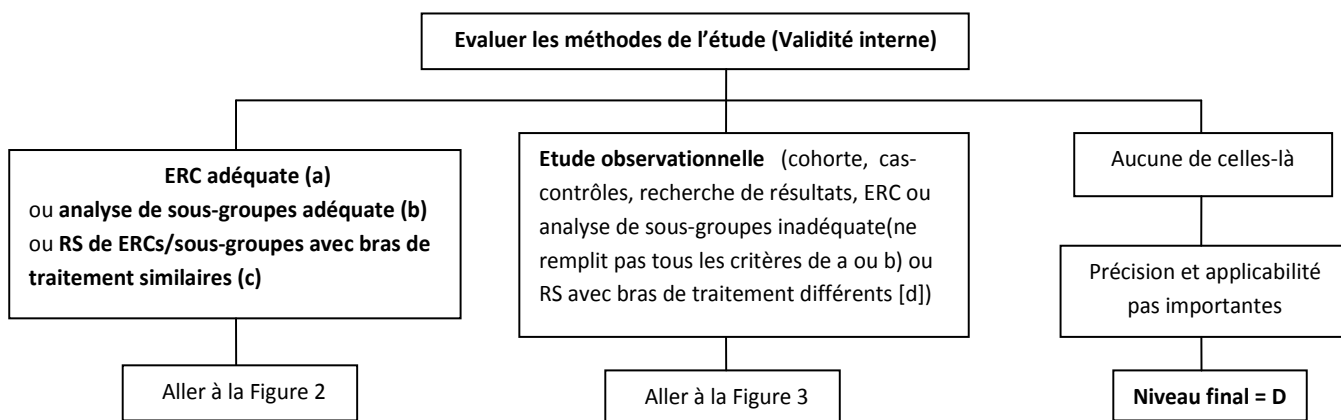 Evaluer les méthodes de l’étude (Validité interne)
ERC adéquate (a)
ou analyse de sous-groupes adéquate (b)
ou RS de ERCs/sous-groupes avec bras de
traitement similaires (c)
Aller à la Figure 2
Etude observationnelle (cohorte, cas-
contrôles, recherche de résultats, ERC ou
analyse de sous-groupes inadéquate(ne
remplit pas tous les critères de a ou b) ou
RS avec bras de traitement différents [d])
Aller à la Figure 3
Aucune de celles-là
Précision et applicabilité
pas importantes
Niveau final = D